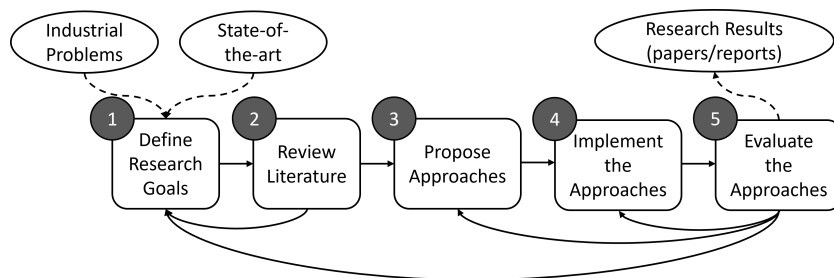 Industrial
Problems
State-of-
the-art
Research Results
(papers/reports)
1
Define
Research
Goals
2
Review
Literature
3
Propose
Approaches
4
Implement
the
Approaches
5
Evaluate
the
Approaches